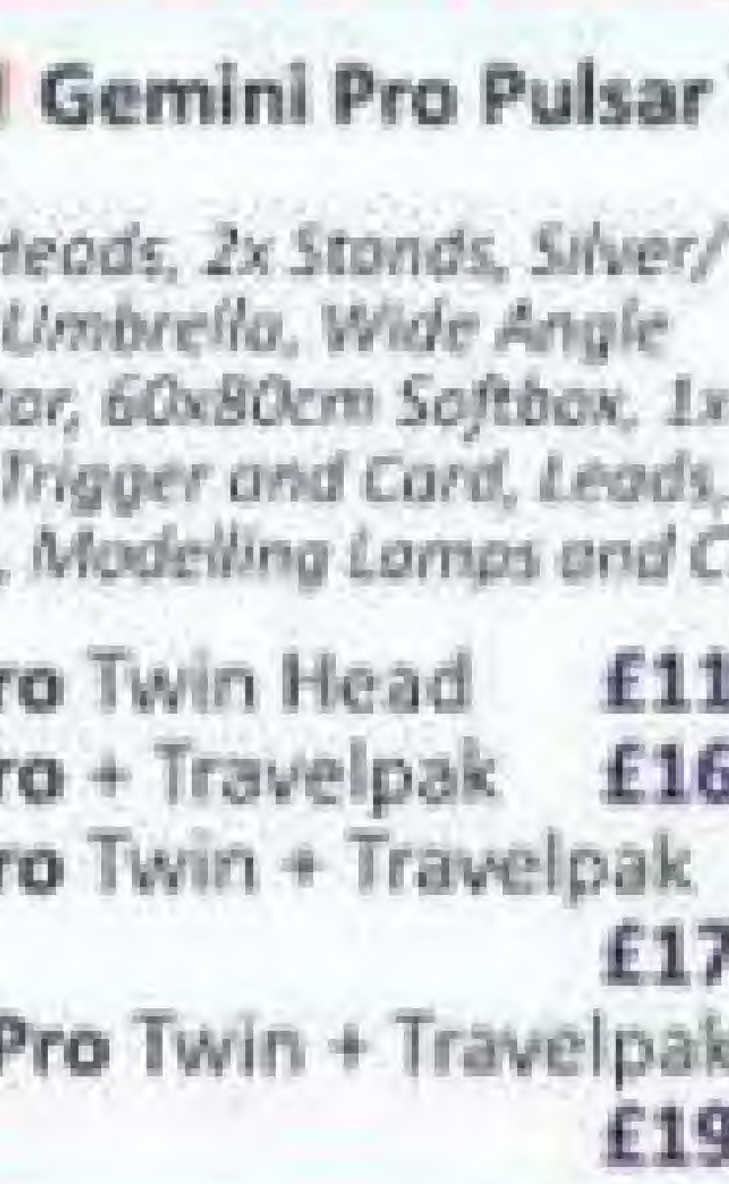 Gemini Pro Pulsar
Heads, 2x Stands, Silver/
Umbrella, Wide Angle
tor, 60x80cm Softbox, 1x
Trigger and Card, Leads,
, Modelling Lamps and C
ro Twin Head £11
ro + Travelpak £16
ro Twin + Travelpak
£17
Pro Twin + Travelpak
£19